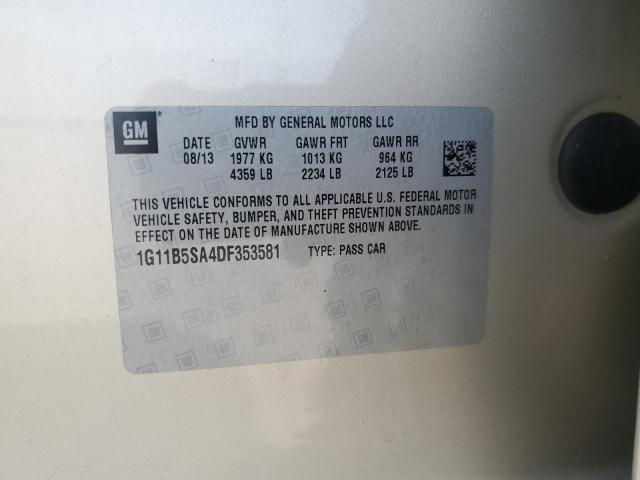 GM
MFD BY GENERAL MOTORS LLC
DATE GVWR GAWR FRT GAWR RR
08/13 1977 KG 1013 KG 964 KG
4359 LB 2234 LB 2125 LB
THIS VEHICLE CONFORMS TO ALL APPLICABLE U.S. FEDERAL MOTOR
VEHICLE SAFETY, BUMPER, AND THEFT PREVENTION STANDARDS IN
EFFECT ON THE DATE OF MANUFACTURE SHOWN ABOVE.
1G11B5SA4DF353581 TYPE: PASS CAR